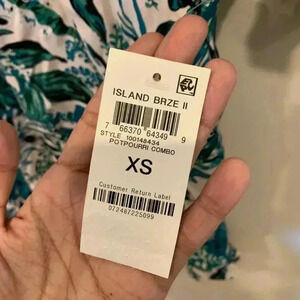 ISLAND BRZE II
7 66370 64349 9
STYLE 100148434
POTPOURRI COMBO
XS
Customer Return Label
072487225099